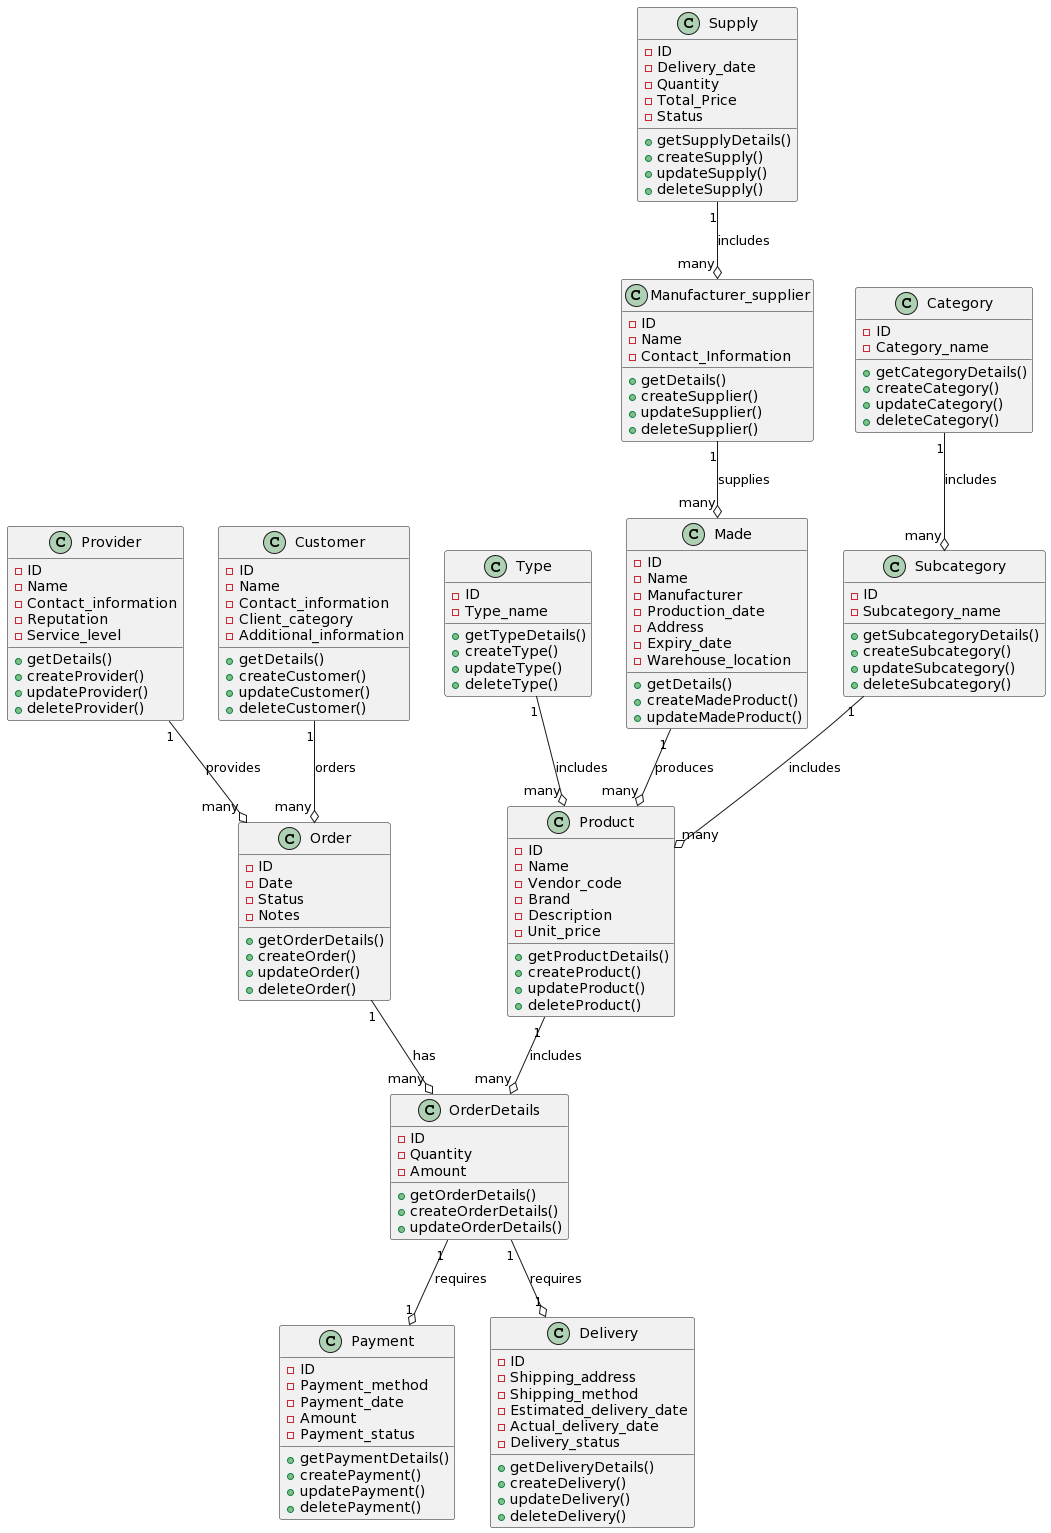 C Supply
ID
Delivery_date
Quantity
Total_Price
Status
getSupplyDetails()
createSupply()
updateSupply()
deleteSupply()
1
includes
many
C Manufacturer_supplier
ID
Name
Contact_Information
getDetails()
createSupplier()
updateSupplier()
deleteSupplier()
C Category
ID
Category_name
getCategoryDetails()
createCategory()
updateCategory()
deleteCategory()
1
supplies
many
1
includes
many
C Provider
ID
Name
Contact_information
Reputation
Service_level
getDetails()
createProvider()
updateProvider()
deleteProvider()
C Customer
ID
Name
Contact_information
Client_category
Additional_information
getDetails()
createCustomer()
updateCustomer()
deleteCustomer()
C Type
ID
Type_name
getTypeDetails()
createType()
updateType()
deleteType()
C Made
ID
Name
Manufacturer
Production_date
Address
Expiry_date
Warehouse_location
getDetails()
createMadeProduct()
updateMadeProduct()
C Subcategory
ID
Subcategory_name
getSubcategoryDetails()
createSubcategory()
updateSubcategory()
deleteSubcategory()
1
provides
many
1
orders
many
1
includes
many
1
produces
many
1
includes
many
C Order
ID
Date
Status
Notes
getOrderDetails()
createOrder()
updateOrder()
deleteOrder()
C Product
ID
Name
Vendor_code
Brand
Description
Unit_price
getProductDetails()
createProduct()
updateProduct()
deleteProduct()
1
has
many
1
includes
many
C OrderDetails
ID
Quantity
Amount
getOrderDetails()
createOrderDetails()
updateOrderDetails()
1
requires
1
1
requires
1
C Payment
ID
Payment_method
Payment_date
Amount
Payment_status
getPaymentDetails()
createPayment()
updatePayment()
deletePayment()
C Delivery
ID
Shipping_address
Shipping_method
Estimated_delivery_date
Actual_delivery_date
Delivery_status
getDeliveryDetails()
createDelivery()
updateDelivery()
deleteDelivery()